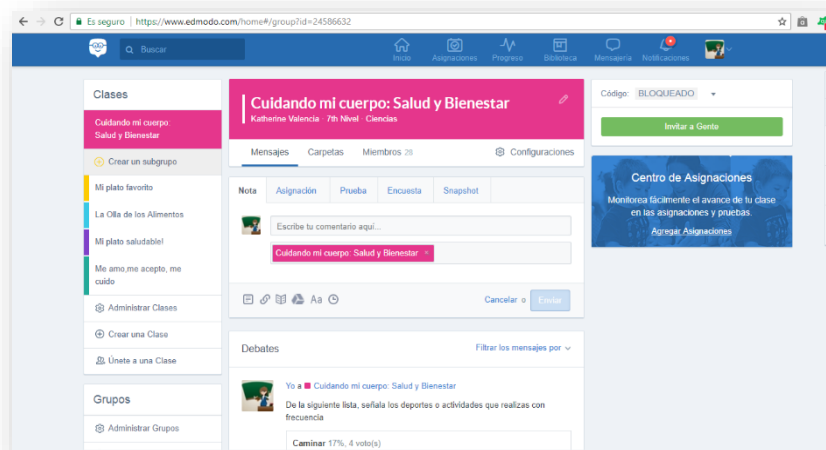 Es seguro | https://www.edmodo.com/home#/group?id=24586632
Buscar
Inicio
Asignaciones
Progreso
Biblioteca
Mensajería
Notificaciones
Clases
Cuidando mi cuerpo:
Salud y Bienestar
Crear un subgrupo
Mi plato favorito
La Olla de los Alimentos
Mi plato saludable!
Me amo,me acepto, me
cuido
Administrar Clases
Crear una Clase
Únete a una Clase
Grupos
Administrar Grupos
Cuidando mi cuerpo: Salud y Bienestar
Katherine Valencia · 7th Nivel · Ciencias
Mensajes Carpetas Miembros 28 Configuraciones
Nota Asignación Prueba Encuesta Snapshot
Escribe tu comentario aquí...
Cuidando mi cuerpo: Salud y Bienestar ×
Aa
Cancelar o Enviar
Debates
Filtrar los mensajes por
Yo a Cuidando mi cuerpo: Salud y Bienestar
De la siguiente lista, señala los deportes o actividades que realizas con
frecuencia
Caminar 17%, 4 voto(s)
Código: BLOQUEADO
Invitar a Gente
Centro de Asignaciones
Monitorea fácilmente el avance de tu clase
en las asignaciones y pruebas.
Agregar Asignaciones